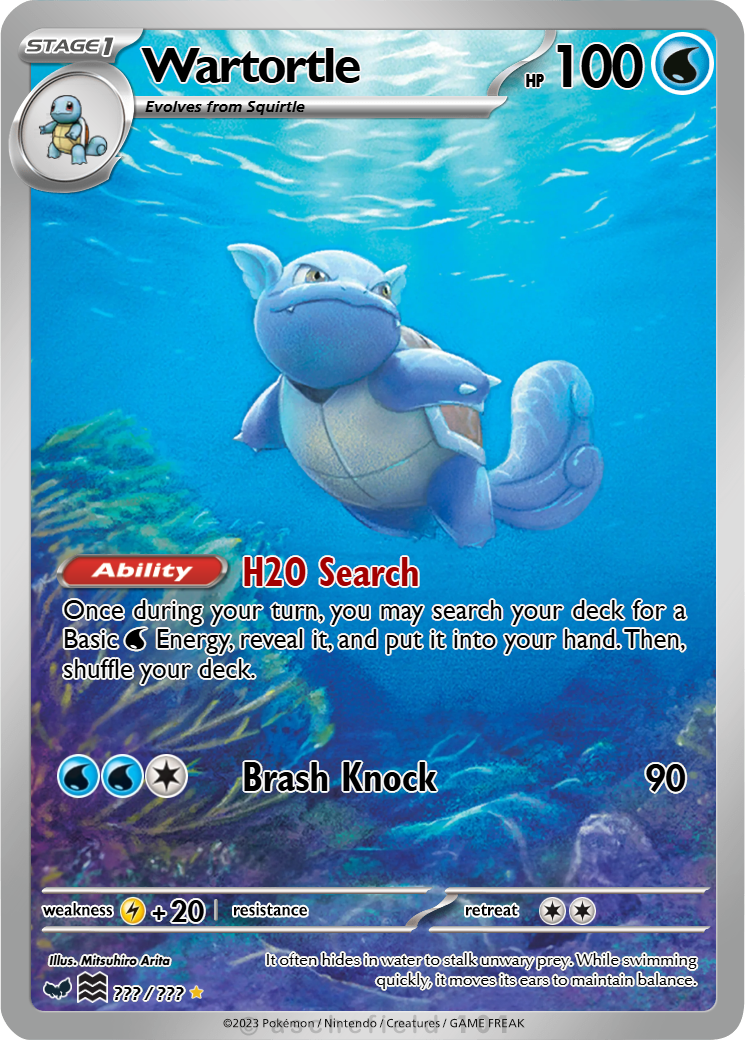 STAGE1
Wartortle
HP 100
Evolves from Squirtle
Ability H2O Search
Once during your turn, you may search your deck for a
Basic Energy, reveal it, and put it into your hand. Then,
shuffle your deck.
Brash Knock 90
weakness +20 resistance retreat
Illus. Mitsuhiro Arita
It often hides in water to stalk unwary prey. While swimming
quickly, it moves its ears to maintain balance.
??? / ???
©2023 Pokémon / Nintendo / Creatures / GAME FREAK